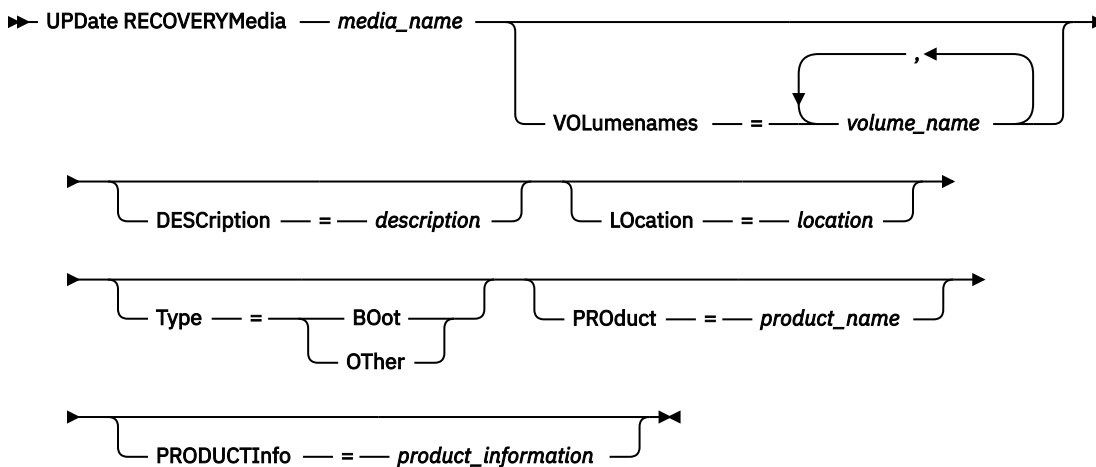 UPDate RECOVERYMedia — media_name
,
VOLumenames — = — volume_name
DESCription — = — description LOcation — = — location
Type — = — BOot PROduct — = — product_name
OTher
PRODUCTInfo — = — product_information